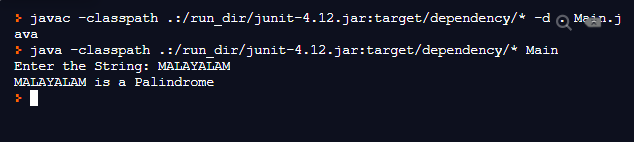 > javac -classpath .:/run_dir/junit-4.12.jar:target/dependency/* -d . Main.j
ava
> java -classpath .:/run_dir/junit-4.12.jar:target/dependency/* Main
Enter the String: MALAYALAM
MALAYALAM is a Palindrome
>